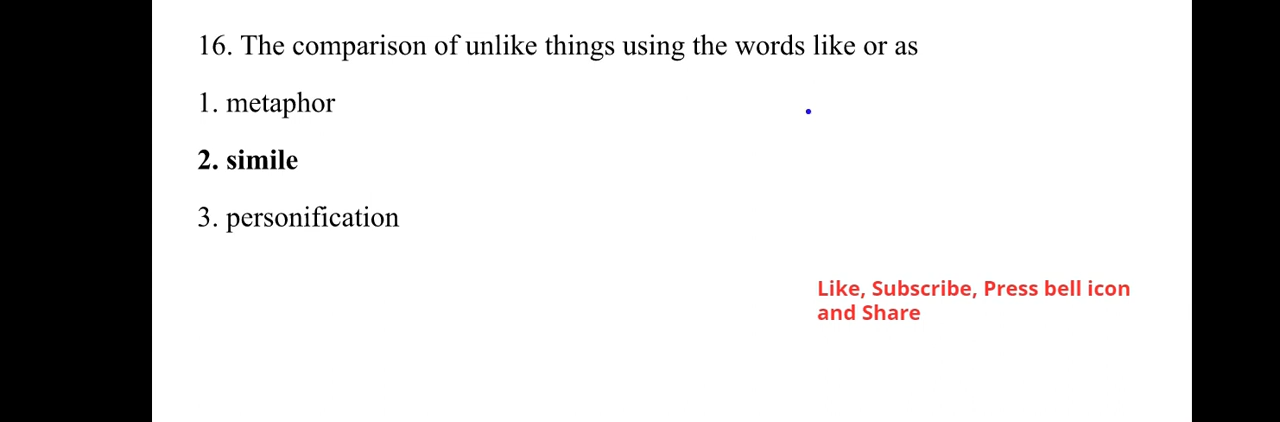 16. The comparison of unlike things using the words like or as
1. metaphor
2. simile
3. personification
Like, Subscribe, Press bell icon
and Share